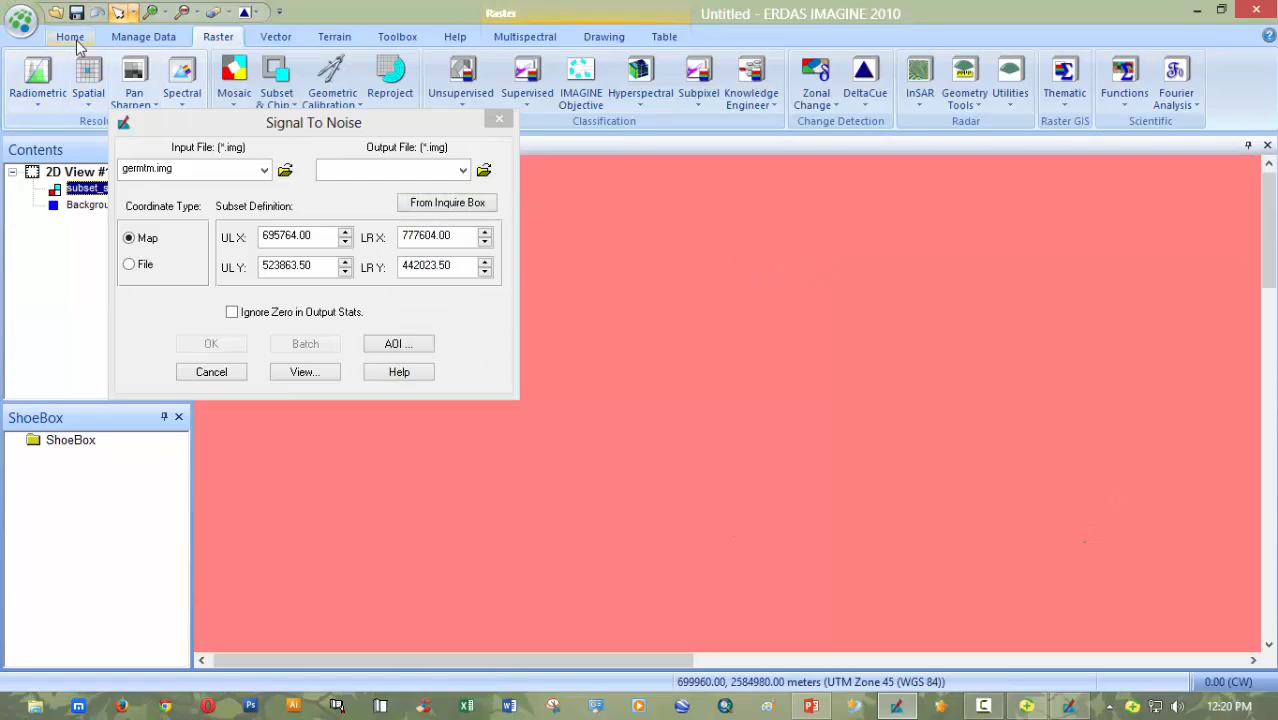 Raster
Untitled - ERDAS IMAGINE 2010
Home Manage Data Raster Vector Terrain Toolbox Help Multispectral Drawing Table
Radiometric Spatial Pan Sharpen Spectral Mosaic Subset & Chip Geometric Calibration Reproject Unsupervised Supervised IMAGINE Objective Hyperspectral Subpixel Knowledge Engineer Zonal Change DeltaCue InSAR Geometry Tools Utilities Thematic Functions Fourier Analysis
Resolu Classification Change Detection Radar Raster GIS Scientific
Signal To Noise
Contents
2D View #
subset_s
Backgrou
Input File: (*.img) Output File: (*.img)
germtm.img
From Inquire Box
Coordinate Type: Subset Definition:
Map UL X: 695764.00 LR X: 777604.00
File UL Y: 523863.50 LR Y: 442023.50
Ignore Zero in Output Stats.
OK Batch AOI ...
Cancel View... Help
ShoeBox
ShoeBox
699960.00, 2584980.00 meters (UTM Zone 45 (WGS 84)) 0.00 (CW)
12:20 PM